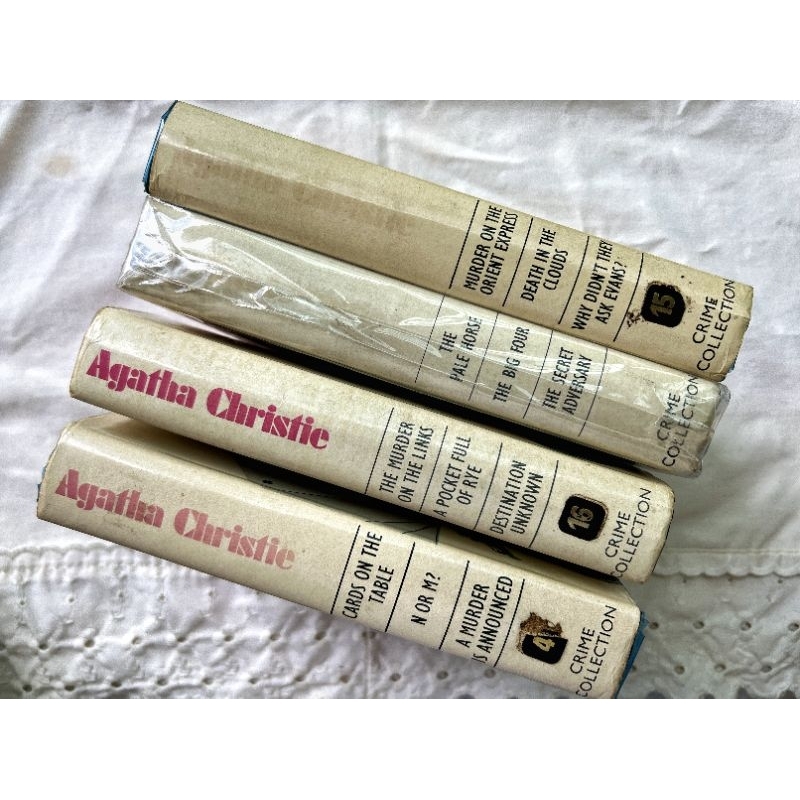 MURDER ON THE
ORIENT EXPRESS
DEATH IN THE
CLOUDS
WHY DIDN'T THEY
ASK EVANS?
15
CRIME
COLLECTION
THE
PALE HORSE
THE BIG FOUR
THE SECRET
ADVERSARY
CRIME
COLLECTION
Agatha Christie
THE MURDER
ON THE LINKS
A POCKET FULL
OF RYE
DESTINATION
UNKNOWN
16
CRIME
COLLECTION
Agatha Christie
CARDS ON THE
TABLE
N OR M?
A MURDER
IS ANNOUNCED
4
CRIME
COLLECTION